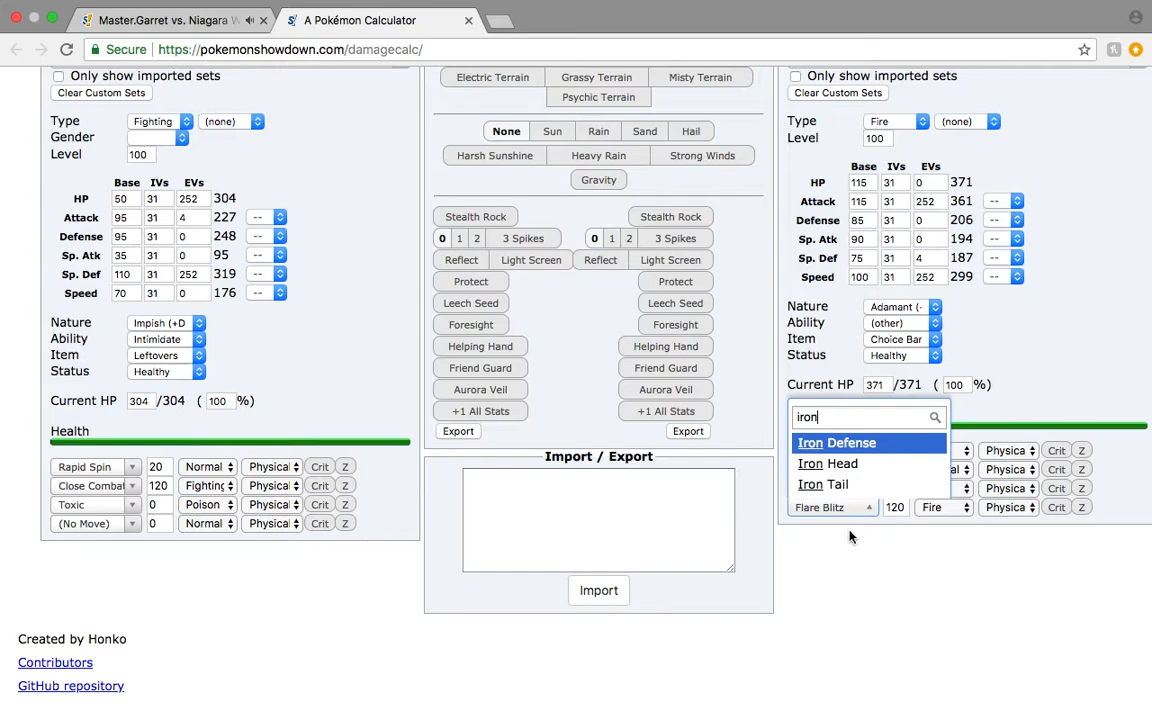 Master.Garret vs. Niagara W
A Pokémon Calculator
Secure https://pokemonshowdown.com/damagecalc/
Only show imported sets
Clear Custom Sets
Type Fighting (none)
Gender
Level 100
Base IVs EVs
HP 50 31 252 304
Attack 95 31 4 227 --
Defense 95 31 0 248 --
Sp. Atk 35 31 0 95 --
Sp. Def 110 31 252 319 --
Speed 70 31 0 176 --
Nature Impish (+D
Ability Intimidate
Item Leftovers
Status Healthy
Current HP 304 /304 ( 100 %)
Health
Rapid Spin 20 Normal Physical Crit Z
Close Combat 120 Fighting Physical Crit Z
Toxic 0 Poison Physical Crit Z
(No Move) 0 Normal Physical Crit Z
Electric Terrain Grassy Terrain Misty Terrain
Psychic Terrain
None Sun Rain Sand Hail
Harsh Sunshine Heavy Rain Strong Winds
Gravity
Stealth Rock Stealth Rock
0 1 2 3 Spikes 0 1 2 3 Spikes
Reflect Light Screen Reflect Light Screen
Protect Protect
Leech Seed Leech Seed
Foresight Foresight
Helping Hand Helping Hand
Friend Guard Friend Guard
Aurora Veil Aurora Veil
+1 All Stats +1 All Stats
Export Export
Import / Export
Import
Only show imported sets
Clear Custom Sets
Type Fire (none)
Level 100
Base IVs EVs
HP 115 31 0 371
Attack 115 31 252 361 --
Defense 85 31 0 206 --
Sp. Atk 90 31 0 194 --
Sp. Def 75 31 4 187 --
Speed 100 31 252 299 --
Nature Adamant (-
Ability (other)
Item Choice Bar
Status Healthy
Current HP 371 /371 ( 100 %)
iron
Iron Defense Physica Crit Z
Iron Head al Crit Z
Iron Tail Physica Crit Z
Flare Blitz 120 Fire Physica Crit Z
Created by Honko
Contributors
GitHub repository